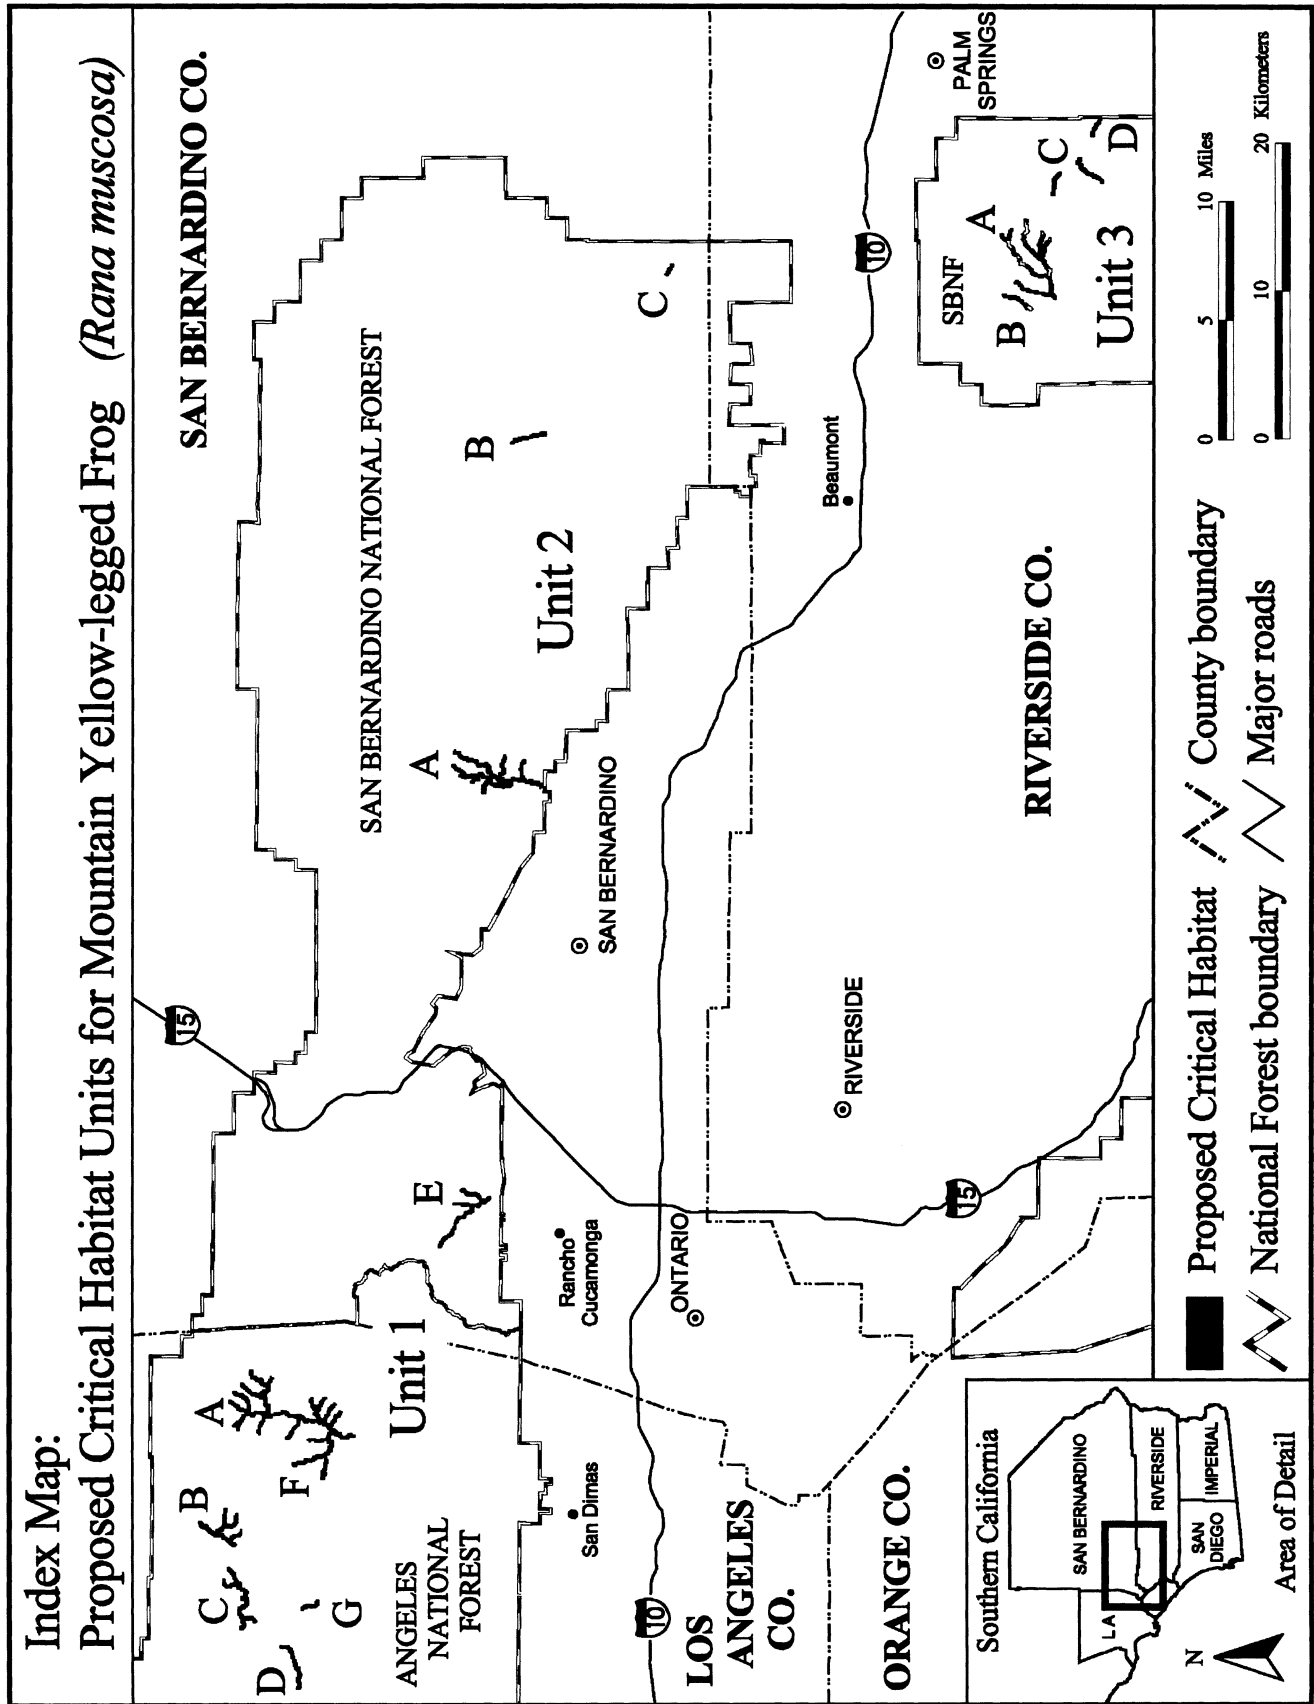 Index Map:
Proposed Critical Habitat Units for Mountain Yellow-legged Frog (Rana muscosa)
SAN BERNARDINO CO.
15
SAN BERNARDINO NATIONAL FOREST
A
B
C
Unit 2
A
B
C
D
E
F
G
Unit 1
ANGELES
NATIONAL
FOREST
San Dimas
Rancho
Cucamonga
SAN BERNARDINO
ONTARIO
10
LOS
ANGELES
CO.
ORANGE CO.
RIVERSIDE
15
RIVERSIDE CO.
Beaumont
10
PALM
SPRINGS
SBNF
A
B
C
D
Unit 3
Southern California
SAN BERNARDINO
LA
RIVERSIDE
SAN
DIEGO
IMPERIAL
N
Area of Detail
Proposed Critical Habitat
County boundary
National Forest boundary
Major roads
0 5 10 Miles
0 10 20 Kilometers